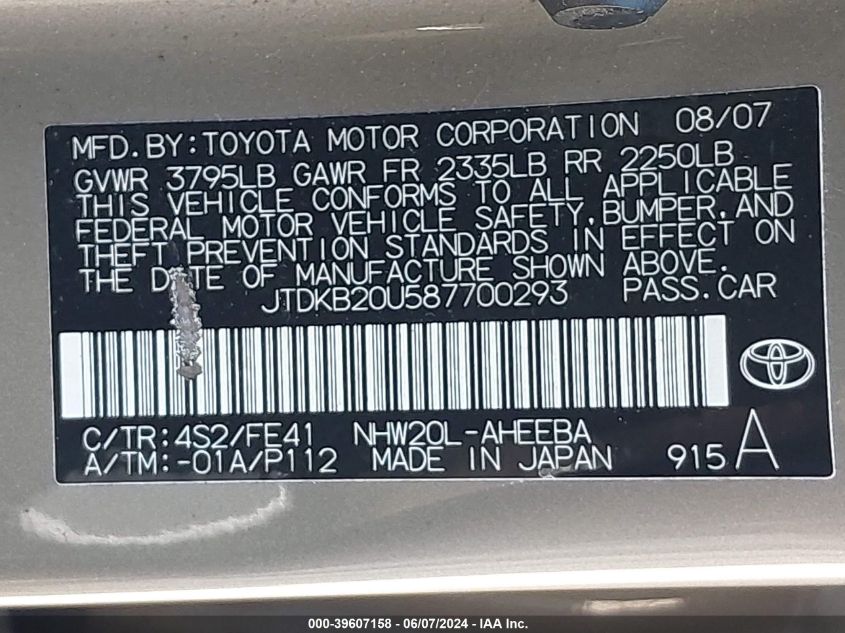 MFD. BY: TOYOTA MOTOR CORPORATION 08/07
GVWR 3795LB GAWR FR 2335LB RR 2250LB
THIS VEHICLE CONFORMS TO ALL APPLICABLE
FEDERAL MOTOR VEHICLE SAFETY, BUMPER, AND
THEFT PREVENTION STANDARDS IN EFFECT ON
THE DATE OF MANUFACTURE SHOWN ABOVE.
JTDKB20U587700293 PASS. CAR
C/TR: 4S2/FE41 NHW20L-AHEEBA
A/TM: -01A/P112 MADE IN JAPAN 915 A
000-39607158 - 06/07/2024 - IAA Inc.